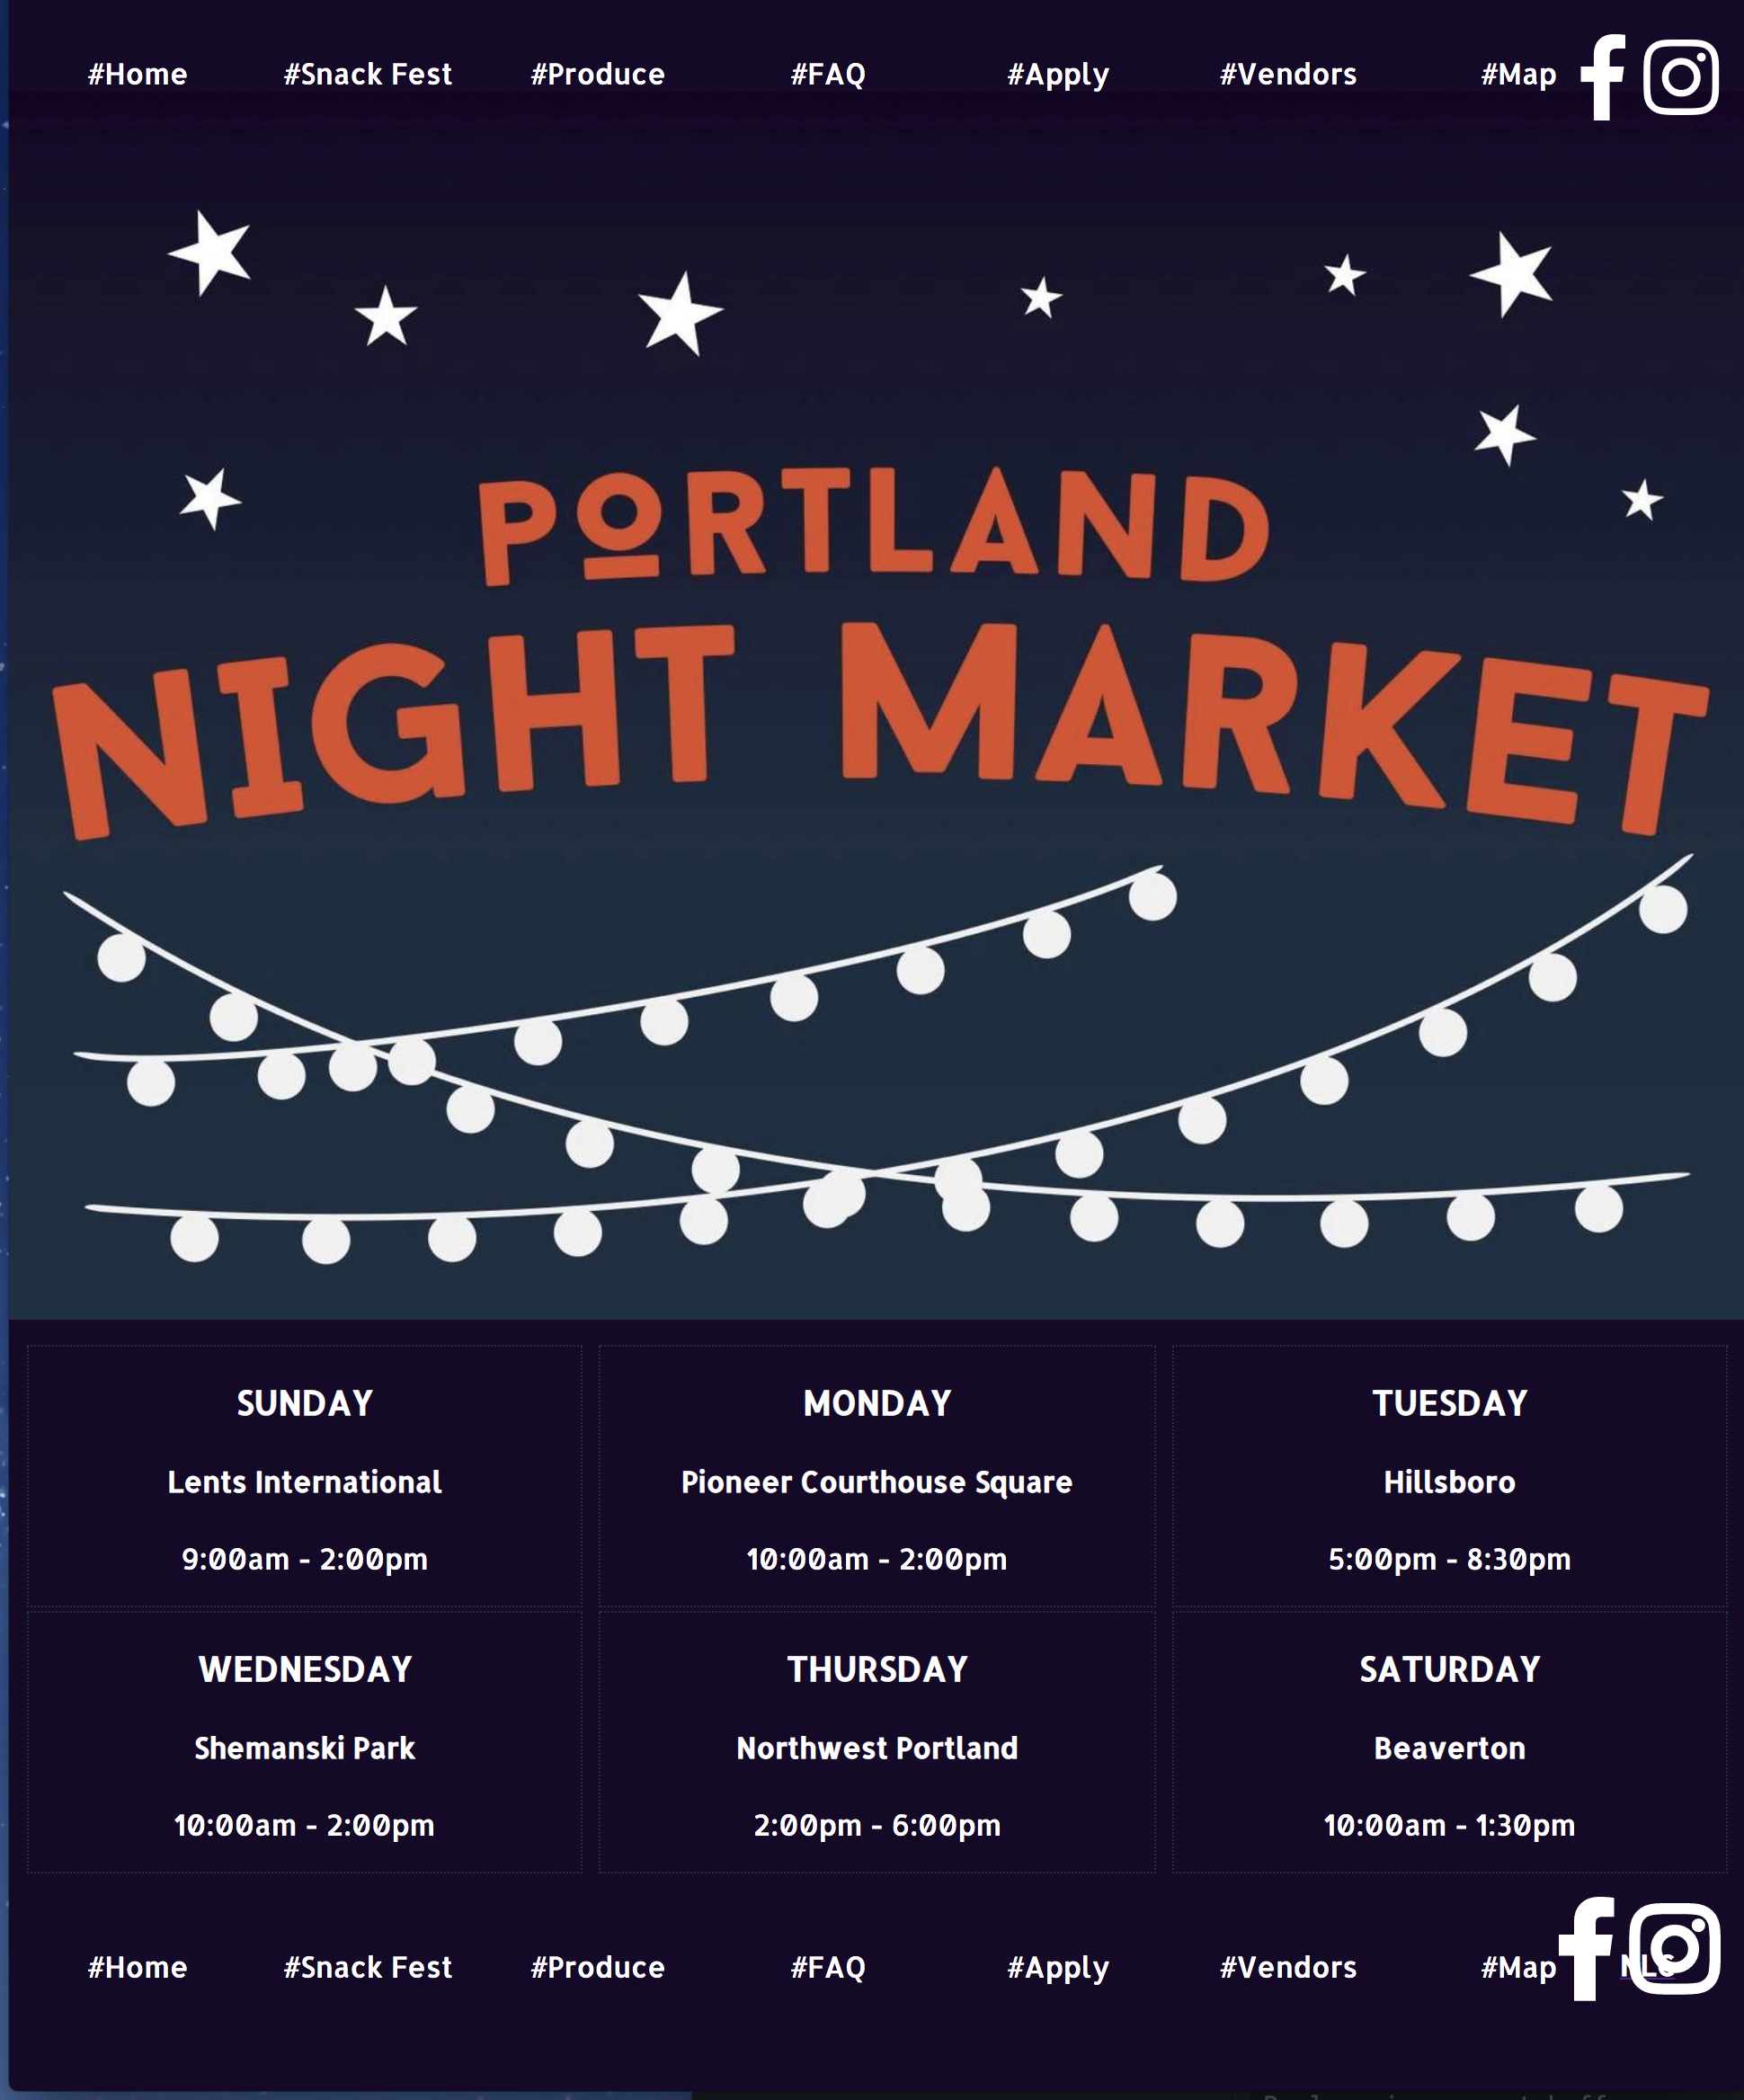 #Home #Snack Fest #Produce #FAQ #Apply #Vendors #Map
PORTLAND
NIGHT MARKET
SUNDAY
Lents International
9:00am - 2:00pm
MONDAY
Pioneer Courthouse Square
10:00am - 2:00pm
TUESDAY
Hillsboro
5:00pm - 8:30pm
WEDNESDAY
Shemanski Park
10:00am - 2:00pm
THURSDAY
Northwest Portland
2:00pm - 6:00pm
SATURDAY
Beaverton
10:00am - 1:30pm
#Home #Snack Fest #Produce #FAQ #Apply #Vendors #Map